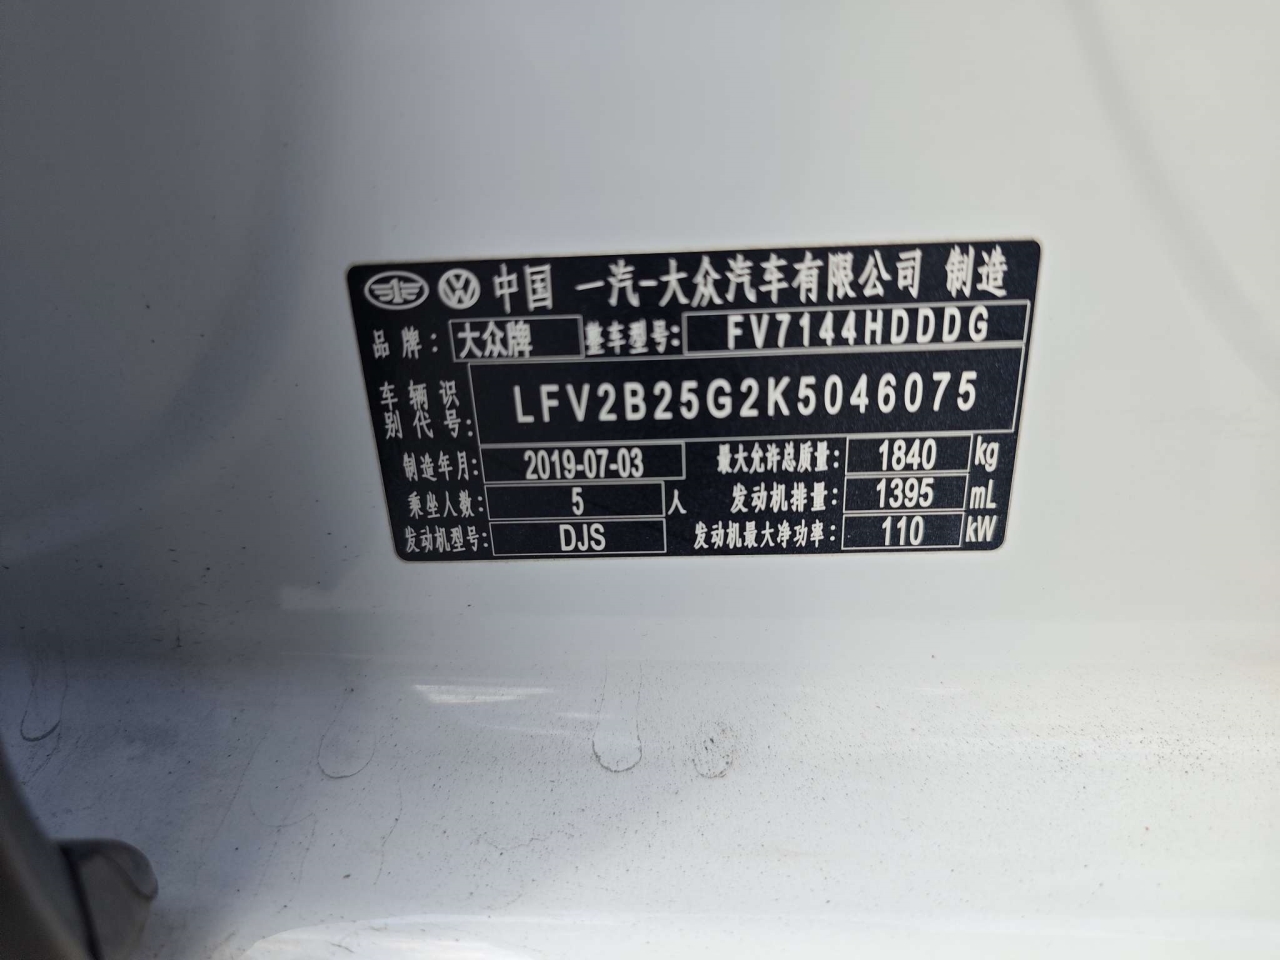 中国 一汽-大众汽车有限公司 制造
品牌: 大众牌 整车型号: FV7144HDDDG
车辆识别代号: LFV2B25G2K5046075
制造年月: 2019-07-03 最大允许总质量: 1840 kg
乘坐人数: 5 人 发动机排量: 1395 mL
发动机型号: DJS 发动机最大净功率: 110 kW